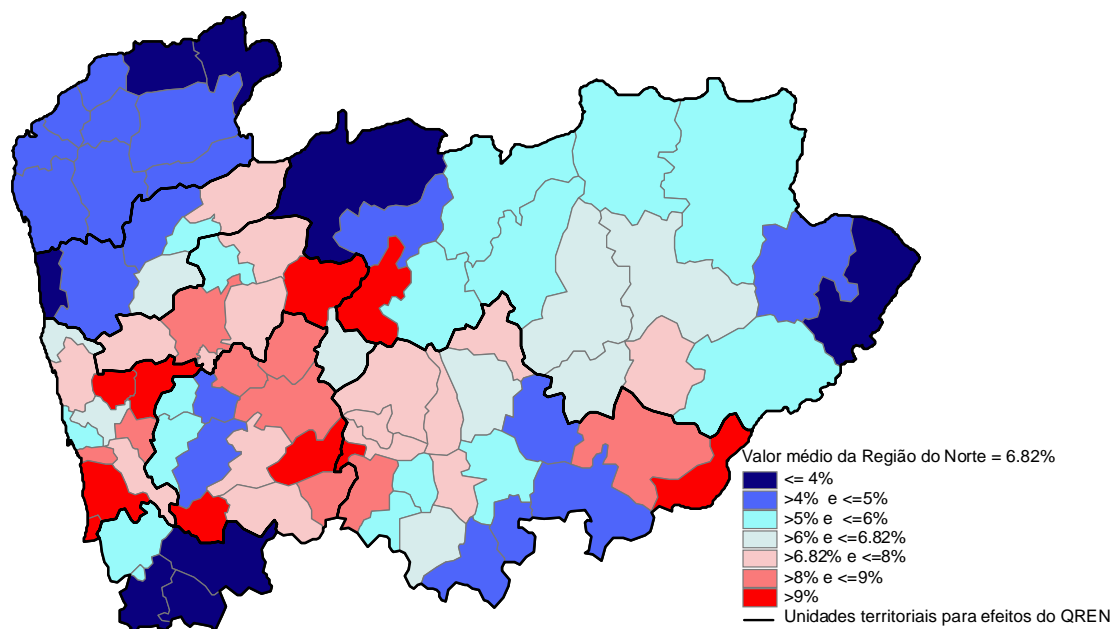 Valor médio da Região do Norte = 6.82%
<= 4%
>4% e <=5%
>5% e <=6%
>6% e <=6.82%
>6.82% e <=8%
>8% e <=9%
>9%
Unidades territoriais para efeitos do QREN